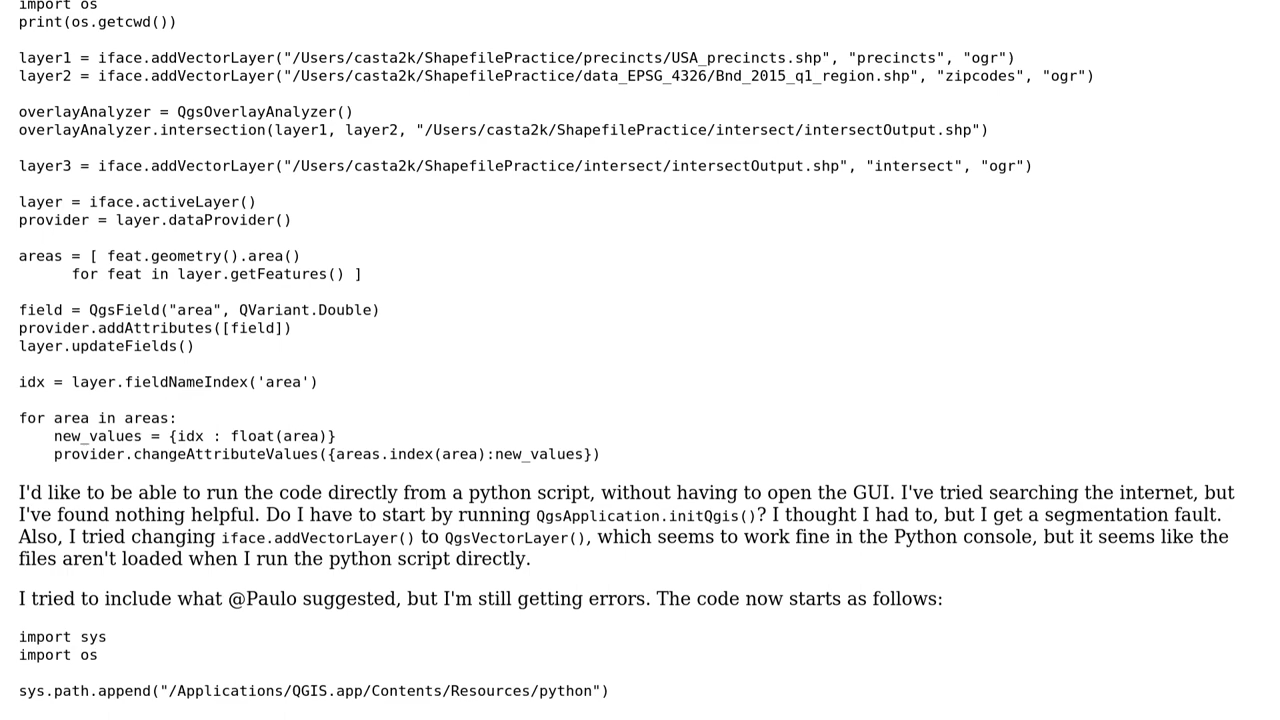 import os
print(os.getcwd())
layer1 = iface.addVectorLayer("/Users/casta2k/ShapefilePractice/precincts/USA_precincts.shp", "precincts", "ogr")
layer2 = iface.addVectorLayer("/Users/casta2k/ShapefilePractice/data_EPSG_4326/Bnd_2015_q1_region.shp", "zipcodes", "ogr")
overlayAnalyzer = QgsOverlayAnalyzer()
overlayAnalyzer.intersection(layer1, layer2, "/Users/casta2k/ShapefilePractice/intersect/intersectOutput.shp")
layer3 = iface.addVectorLayer("/Users/casta2k/ShapefilePractice/intersect/intersectOutput.shp", "intersect", "ogr")
layer = iface.activeLayer()
provider = layer.dataProvider()
areas = [ feat.geometry().area()
      for feat in layer.getFeatures() ]
field = QgsField("area", QVariant.Double)
provider.addAttributes([field])
layer.updateFields()
idx = layer.fieldNameIndex('area')
for area in areas:
    new_values = {idx : float(area)}
    provider.changeAttributeValues({areas.index(area):new_values})
I'd like to be able to run the code directly from a python script, without having to open the GUI. I've tried searching the internet, but
I've found nothing helpful. Do I have to start by running QgsApplication.initQgis()? I thought I had to, but I get a segmentation fault.
Also, I tried changing iface.addVectorLayer() to QgsVectorLayer(), which seems to work fine in the Python console, but it seems like the
files aren't loaded when I run the python script directly.
I tried to include what @Paulo suggested, but I'm still getting errors. The code now starts as follows:
import sys
import os
sys.path.append("/Applications/QGIS.app/Contents/Resources/python")